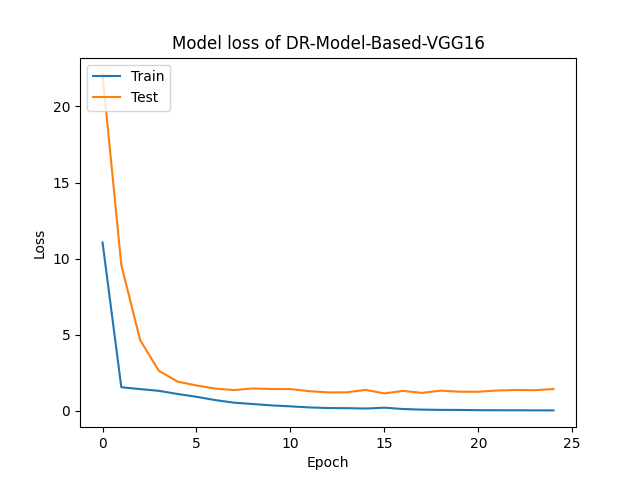 Model loss of DR-Model-Based-VGG16
Train
Test
20
15
10
5
0
Loss
0 5 10 15 20 25
Epoch